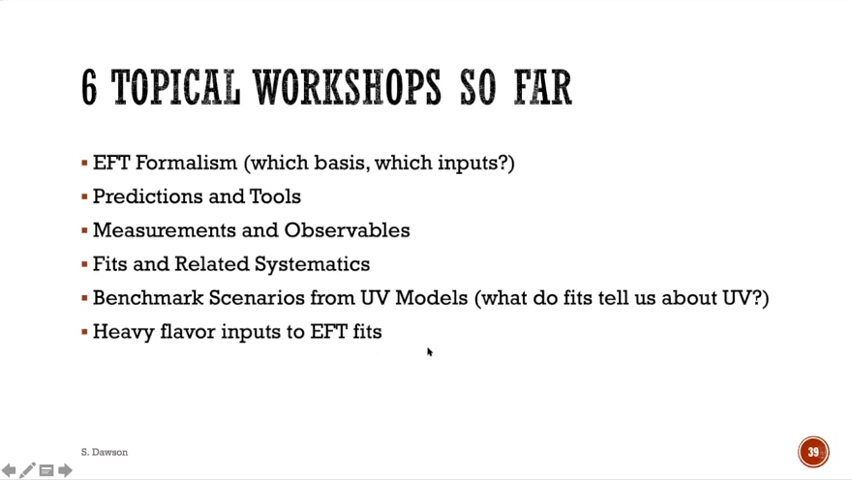 6 TOPICAL WORKSHOPS SO FAR
▪ EFT Formalism (which basis, which inputs?)
▪ Predictions and Tools
▪ Measurements and Observables
▪ Fits and Related Systematics
▪ Benchmark Scenarios from UV Models (what do fits tell us about UV?)
▪ Heavy flavor inputs to EFT fits
S. Dawson
39